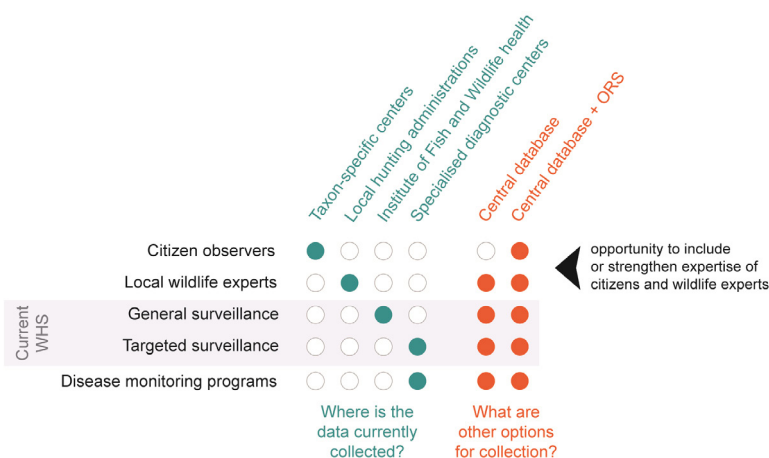 Taxon-specific centers
Local hunting administrations
Institute of Fish and Wildlife health
Specialised diagnostic centers
Central database
Central database + ORS
Citizen observers
Local wildlife experts
General surveillance
Targeted surveillance
Disease monitoring programs
Current
WHS
opportunity to include
or strengthen expertise of
citizens and wildlife experts
Where is the
data currently
collected?
What are
other options
for collection?